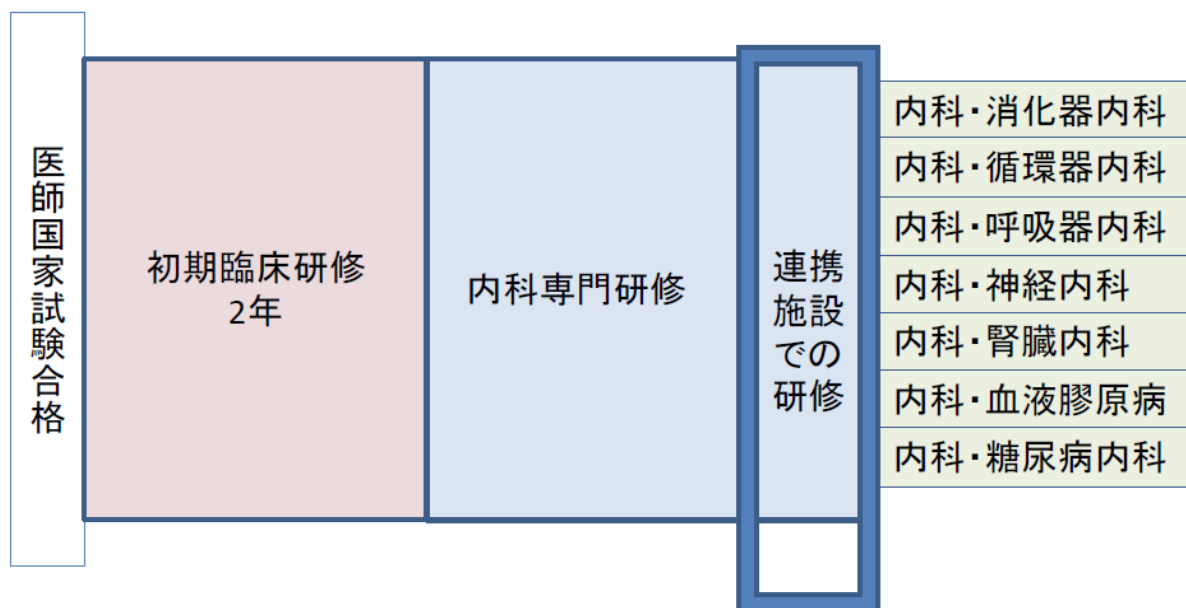 医師国家試験合格
初期臨床研修
2年
内科専門研修
連携
施設
での
研修
内科・消化器内科
内科・循環器内科
内科・呼吸器内科
内科・神経内科
内科・腎臓内科
内科・血液膠原病
内科・糖尿病内科